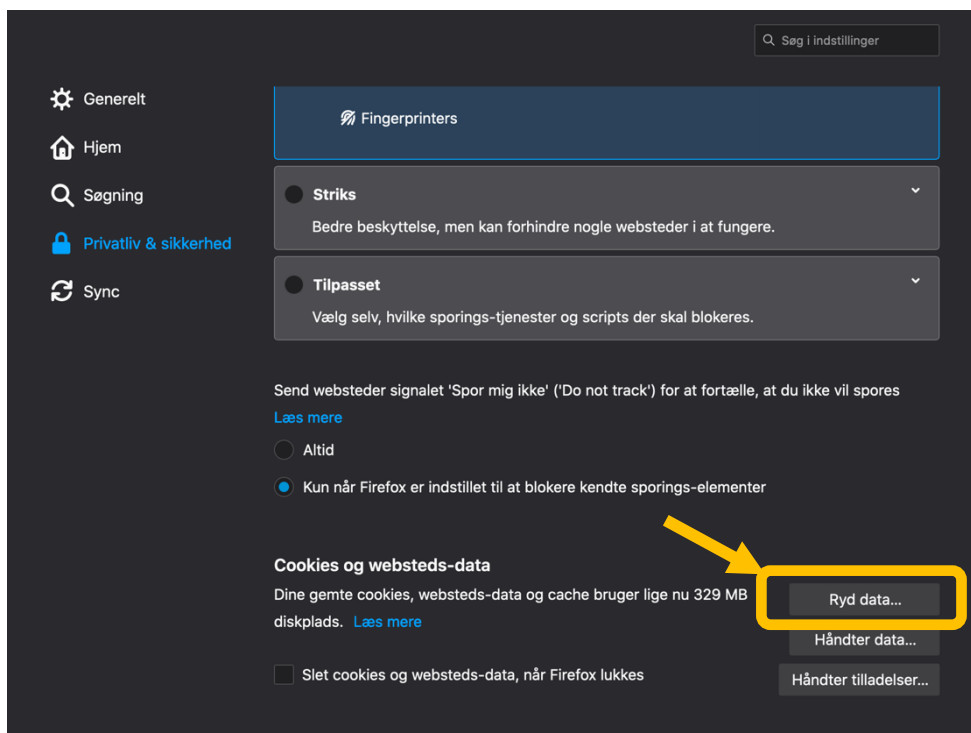 Søg i indstillinger
Generelt
Hjem
Søgning
Privatliv & sikkerhed
Sync
Fingerprinters
Striks
Bedre beskyttelse, men kan forhindre nogle websteder i at fungere.
Tilpasset
Vælg selv, hvilke sporings-tjenester og scripts der skal blokeres.
Send websteder signalet 'Spor mig ikke' ('Do not track') for at fortælle, at du ikke vil spores
Læs mere
Altid
Kun når Firefox er indstillet til at blokere kendte sporings-elementer
Cookies og websteds-data
Dine gemte cookies, websteds-data og cache bruger lige nu 329 MB
diskplads. Læs mere
Ryd data...
Håndter data...
Slet cookies og websteds-data, når Firefox lukkes
Håndter tilladelser...